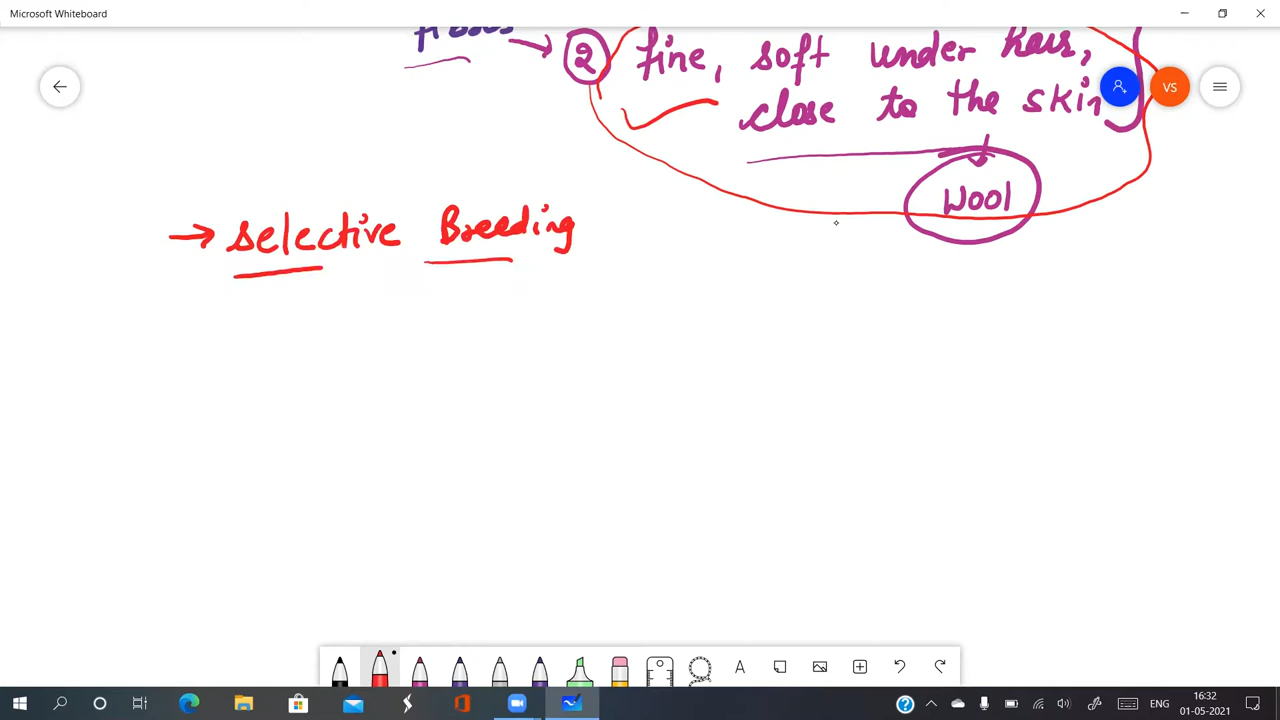 Microsoft Whiteboard
② fine, soft under hair,
close to the skin
VS
Wool
→ selective Breeding
A
?
ENG
16:32
01-05-2021